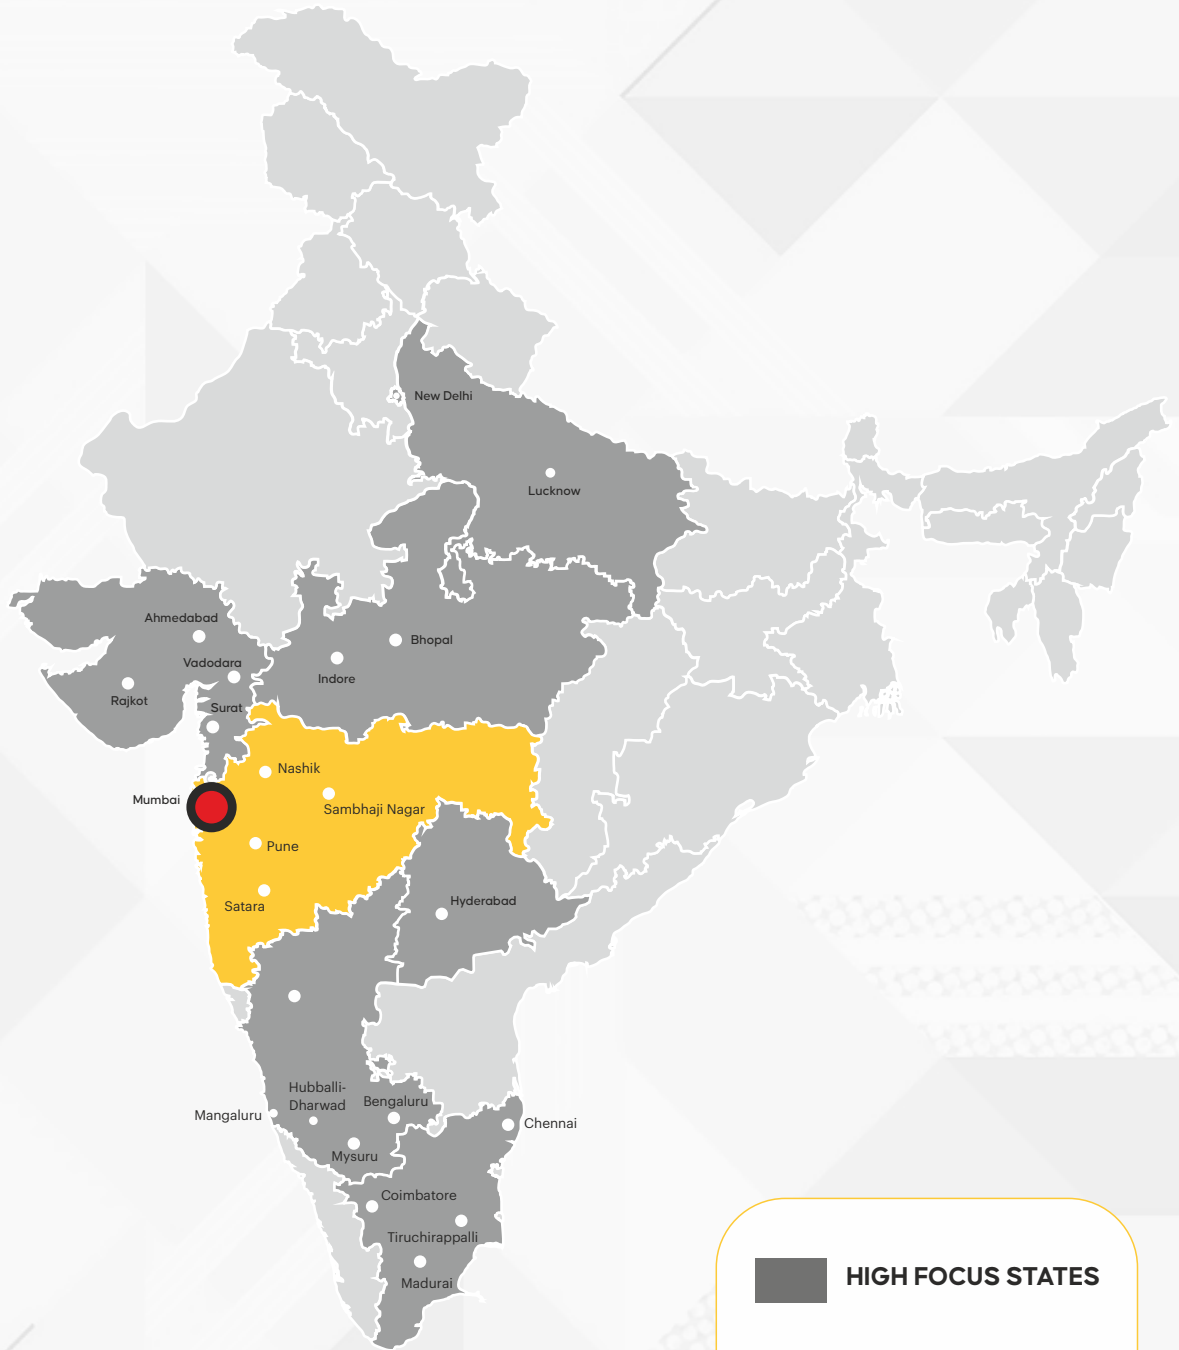 New Delhi
Lucknow
Ahmedabad
Bhopal
Vadodara
Indore
Rajkot
Surat
Nashik
Mumbai
Sambhaji Nagar
Pune
Hyderabad
Satara
Hubballi-
Dharwad
Bengaluru
Mangaluru
Chennai
Mysuru
Coimbatore
Tiruchirappalli
Madurai
HIGH FOCUS STATES